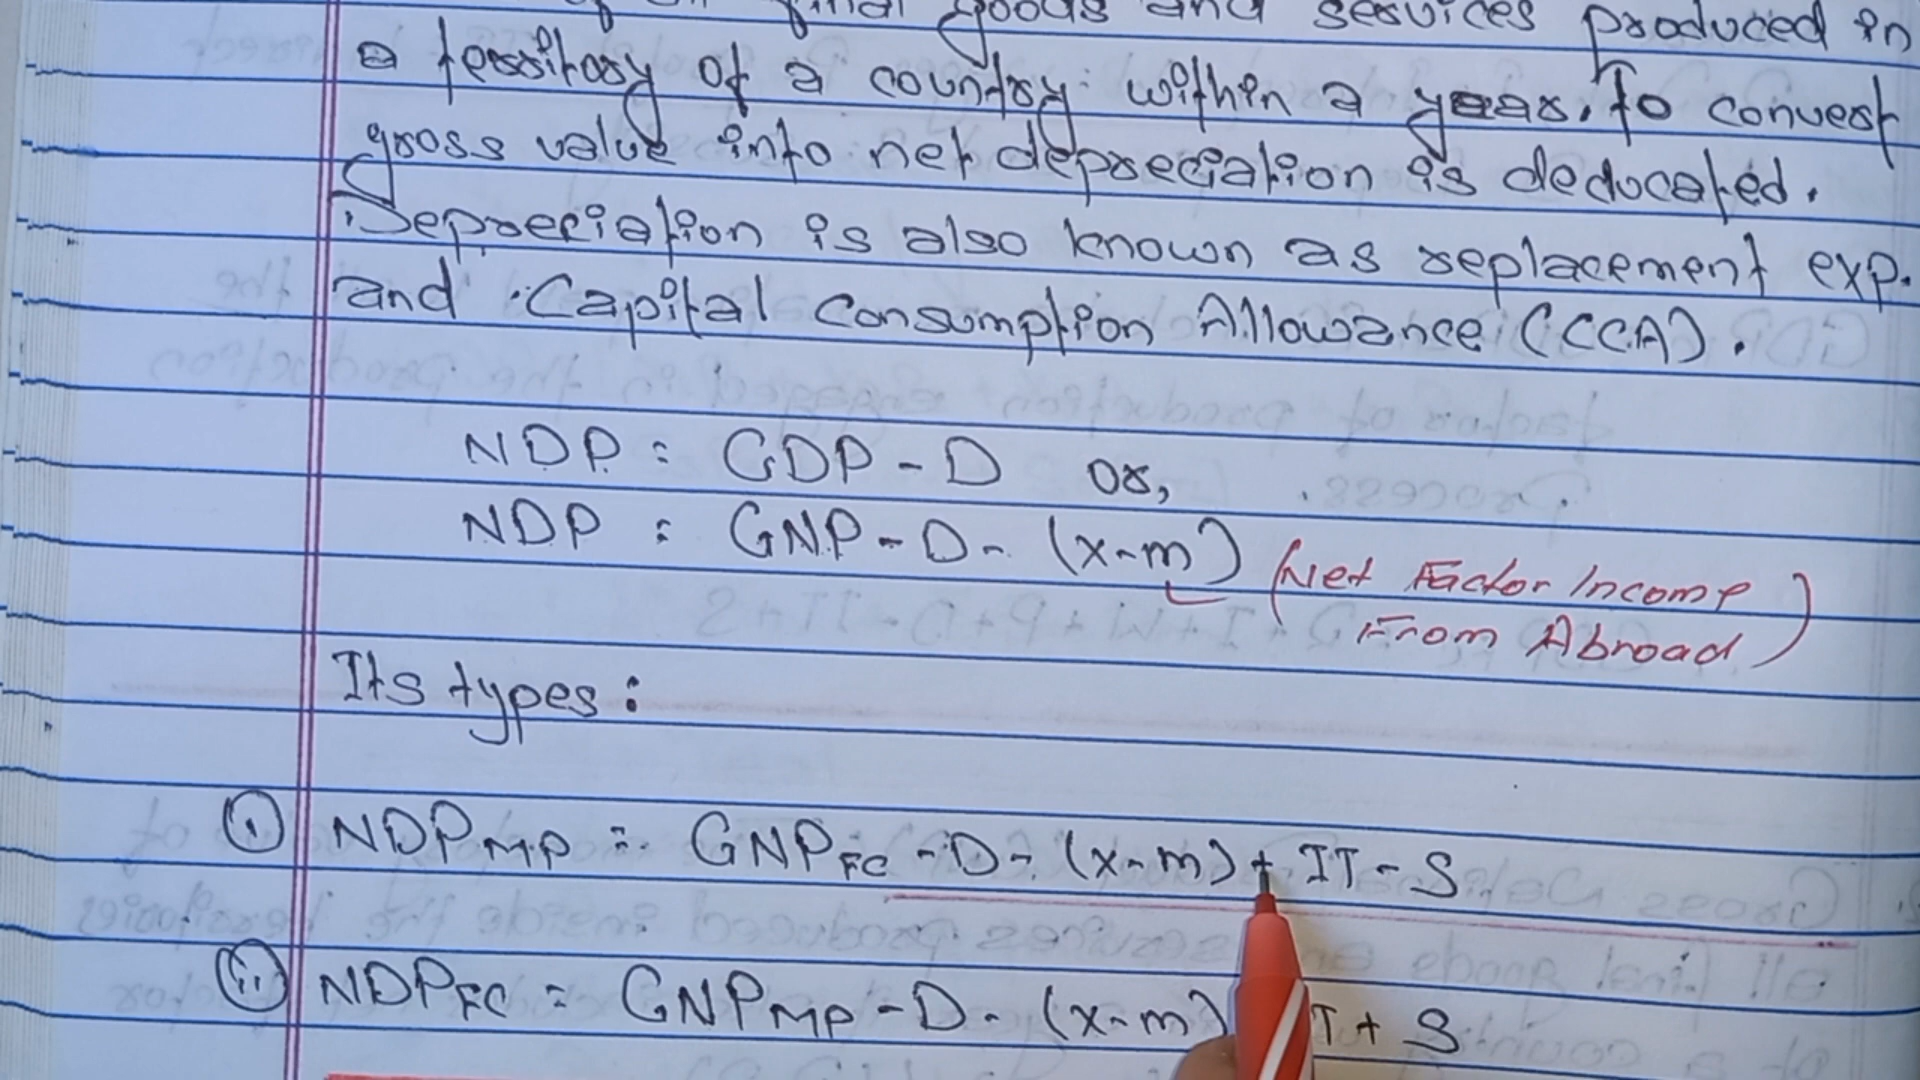 final goods and services produced in
a territory of a country within a year. To convert
gross value into net depreciation is deducated.
Depreciation is also known as replacement exp.
and Capital Consumption Allowance (CCA).
NDP = GDP - D or,
NDP = GNP - D - (x-m) (Net Factor Income
From Abroad)
Its types:
(i) NDPMP = GNPFC - D - (x-m) + IT - S
(ii) NDPFC = GNPMP - D - (x-m) T + S